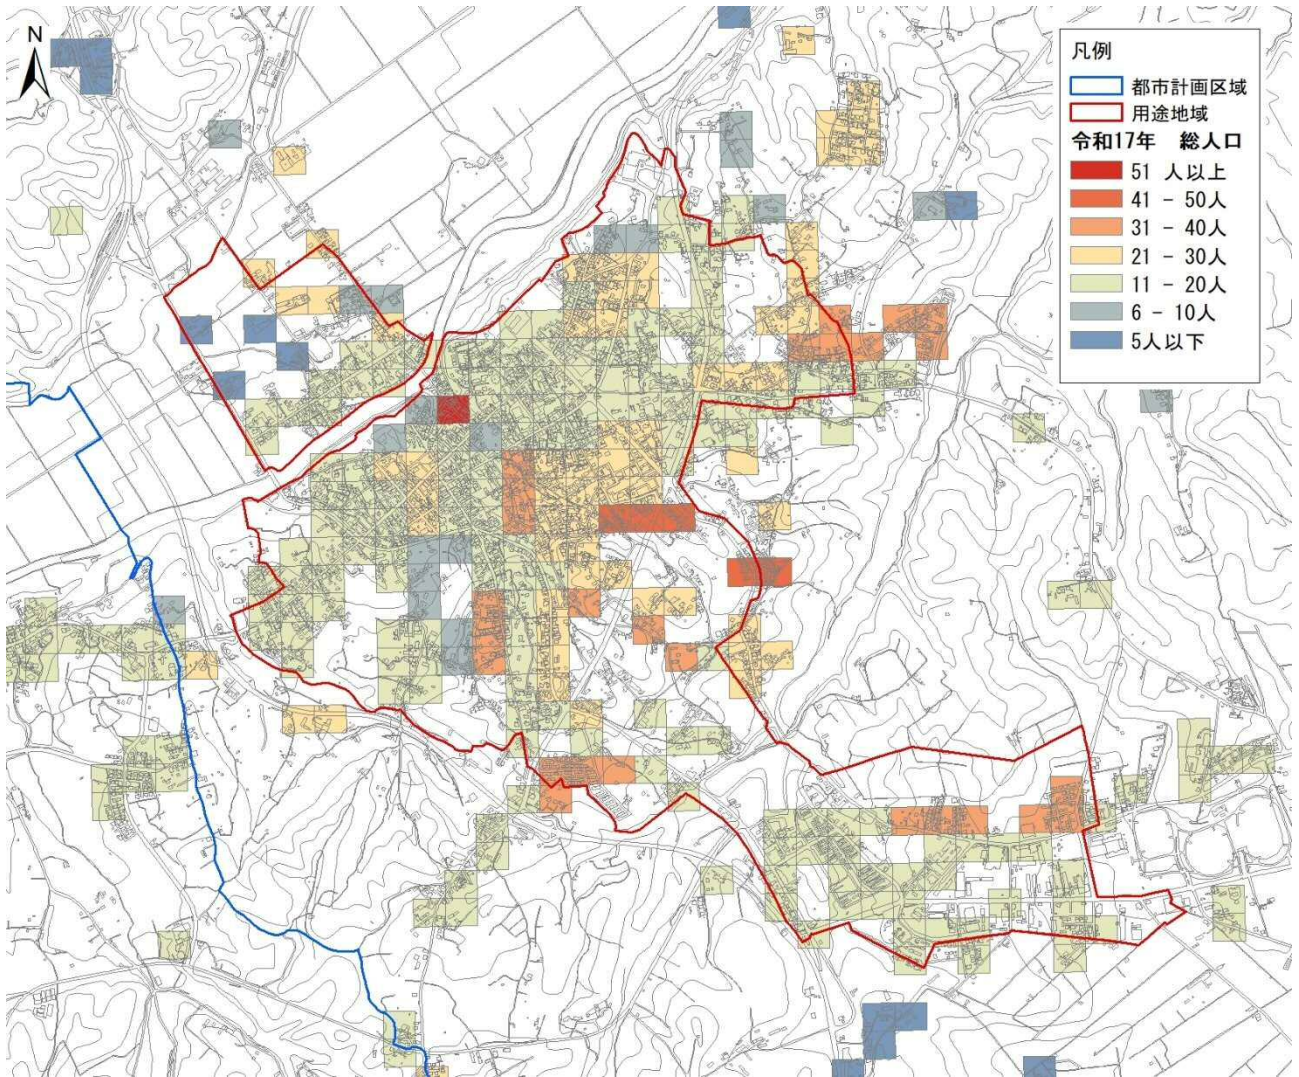 N
凡例
都市計画区域
用途地域
令和17年 総人口
51 人以上
41 - 50人
31 - 40人
21 - 30人
11 - 20人
6 - 10人
5人以下